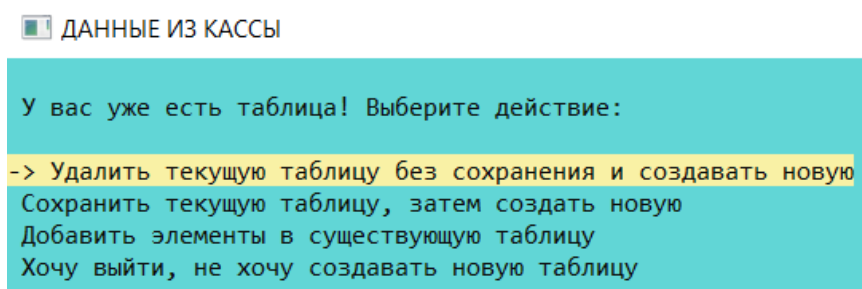 ДАННЫЕ ИЗ КАССЫ
У вас уже есть таблица! Выберите действие:
-> Удалить текущую таблицу без сохранения и создавать новую
Сохранить текущую таблицу, затем создать новую
Добавить элементы в существующую таблицу
Хочу выйти, не хочу создавать новую таблицу